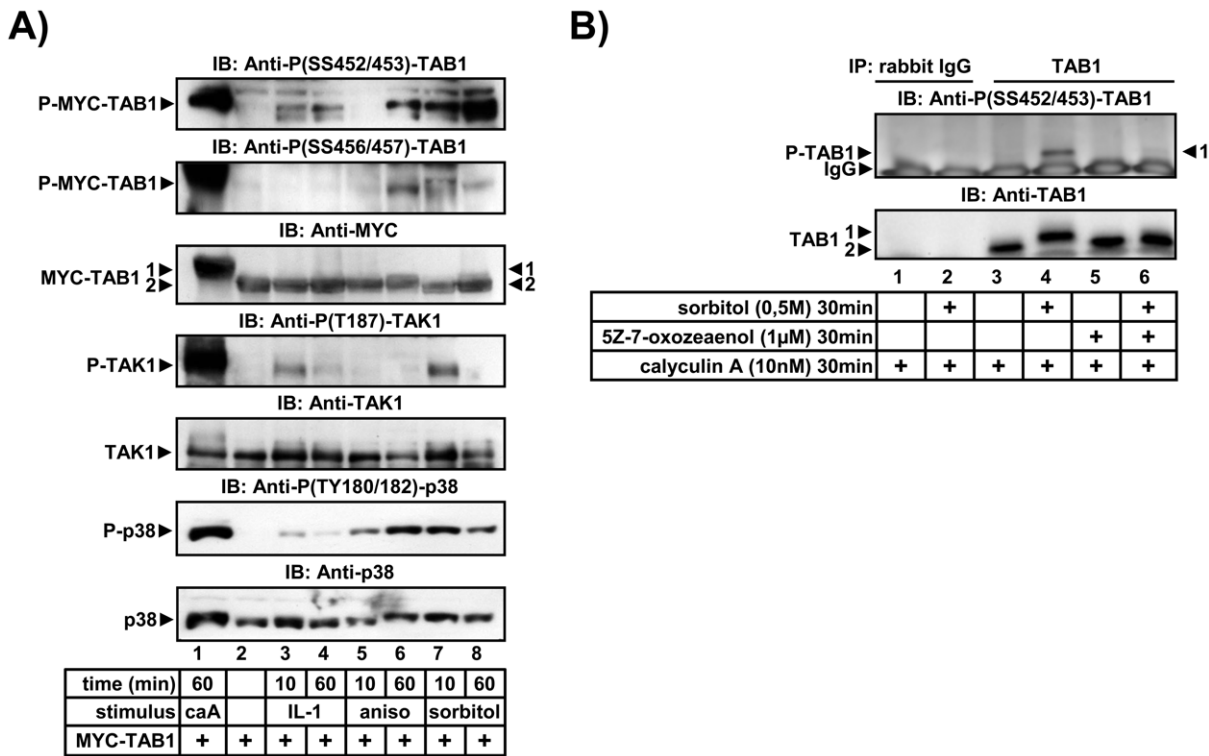 A)
IB: Anti-P(SS452/453)-TAB1
P-MYC-TAB1
IB: Anti-P(SS456/457)-TAB1
P-MYC-TAB1
IB: Anti-MYC
MYC-TAB1 1 1
2 2
IB: Anti-P(T187)-TAK1
P-TAK1
IB: Anti-TAK1
TAK1
IB: Anti-P(TY180/182)-p38
P-p38
IB: Anti-p38
p38
1 2 3 4 5 6 7 8
time (min) 60 10 60 10 60 10 60
stimulus caA IL-1 aniso sorbitol
MYC-TAB1 + + + + + + + +
B)
IP: rabbit IgG TAB1
IB: Anti-P(SS452/453)-TAB1
P-TAB1 1
IgG
IB: Anti-TAB1
TAB1 1
2
1 2 3 4 5 6
sorbitol (0,5M) 30min + + +
5Z-7-oxozeaenol (1µM) 30min + +
calyculin A (10nM) 30min + + + + + +